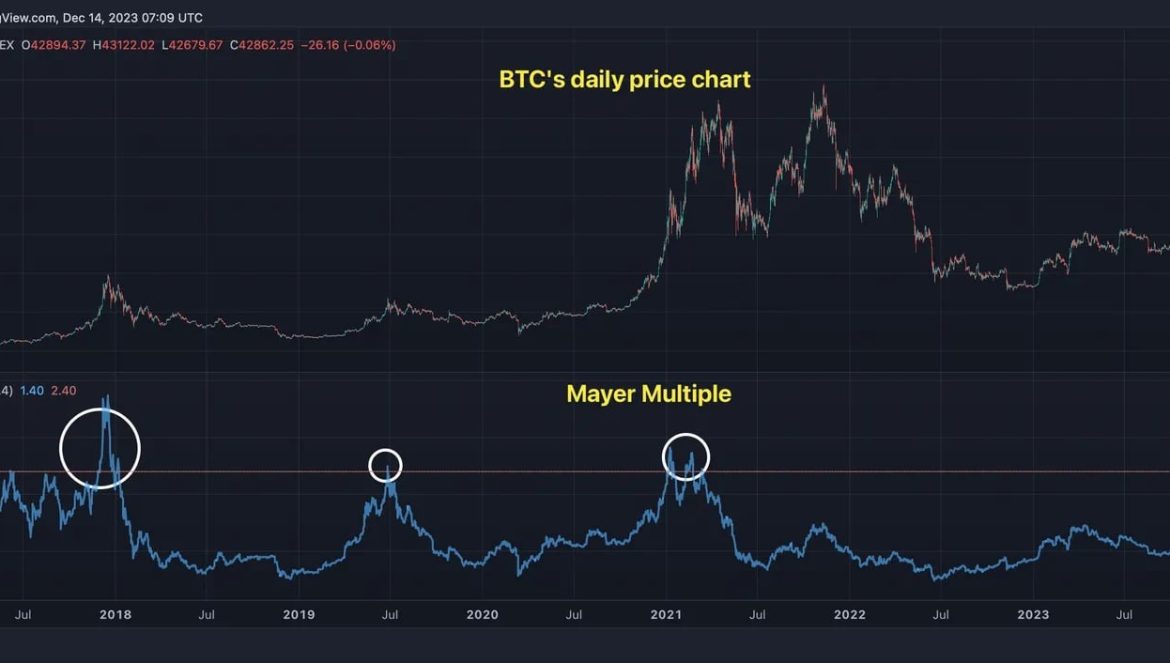 gView.com, Dec 14, 2023 07:09 UTC
EX O42894.37 H43122.02 L42679.67 C42862.25 −26.16 (−0.06%)
BTC's daily price chart
4) 1.40 2.40
Mayer Multiple
Jul 2018 Jul 2019 Jul 2020 Jul 2021 Jul 2022 Jul 2023 Jul